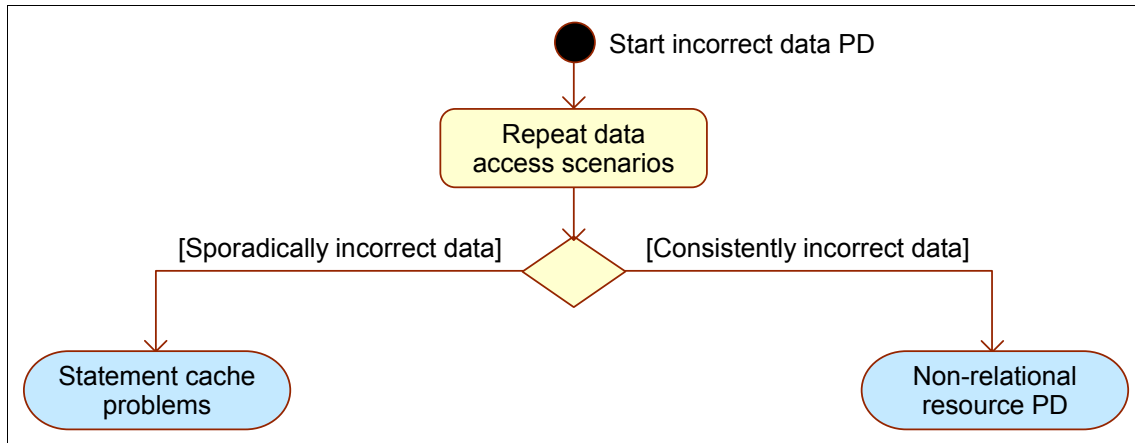 Start incorrect data PD
Repeat data
access scenarios
[Sporadically incorrect data]
[Consistently incorrect data]
Statement cache
problems
Non-relational
resource PD